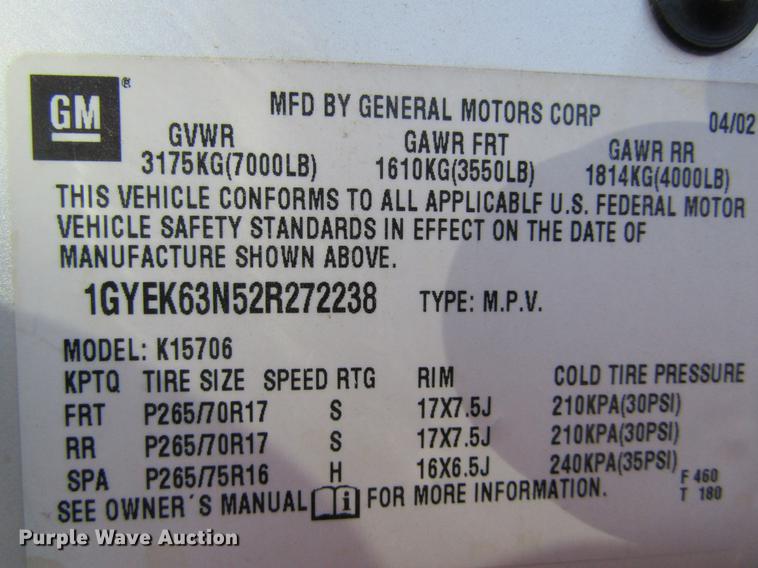 GM ®
MFD BY GENERAL MOTORS CORP 04/02
GVWR GAWR FRT GAWR RR
3175KG(7000LB) 1610KG(3550LB) 1814KG(4000LB)
THIS VEHICLE CONFORMS TO ALL APPLICABLF U.S. FEDERAL MOTOR
VEHICLE SAFETY STANDARDS IN EFFECT ON THE DATE OF
MANUFACTURE SHOWN ABOVE.
1GYEK63N52R272238 TYPE: M.P.V.
MODEL: K15706
KPTQ TIRE SIZE SPEED RTG RIM COLD TIRE PRESSURE
FRT P265/70R17 S 17X7.5J 210KPA(30PSI)
RR P265/70R17 S 17X7.5J 210KPA(30PSI)
SPA P265/75R16 H 16X6.5J 240KPA(35PSI)
F 460
SEE OWNER'S MANUAL i FOR MORE INFORMATION. T 180
Purple Wave Auction